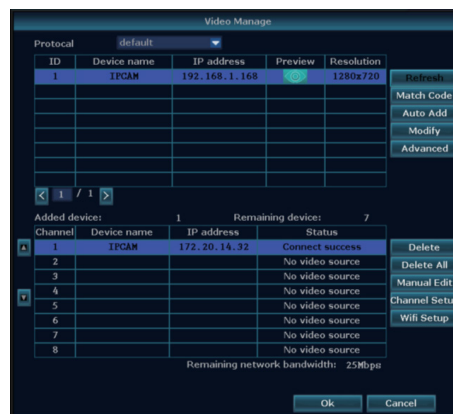 Video Manage
Protocal default
ID Device name IP address Preview Resolution
1 IPCAM 192.168.1.168 1280x720
Refresh
Match Code
Auto Add
Modify
Advanced
1 / 1
Added device: 1 Remaining device: 7
Channel Device name IP address Status
1 IPCAM 172.20.14.32 Connect success Delete
2 No video source Delete All
3 No video source Manual Edit
4 No video source
5 No video source Channel Setu
6 No video source Wifi Setup
7 No video source
8 No video source
Remaining network bandwidth: 25Mbps
Ok Cancel